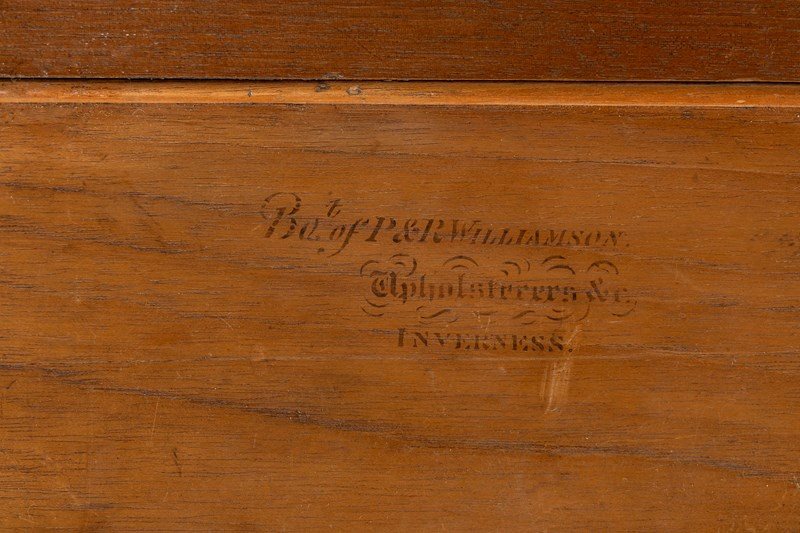 Bo.t of P & R WILLIAMSON.
Upholsterers &c.
INVERNESS.